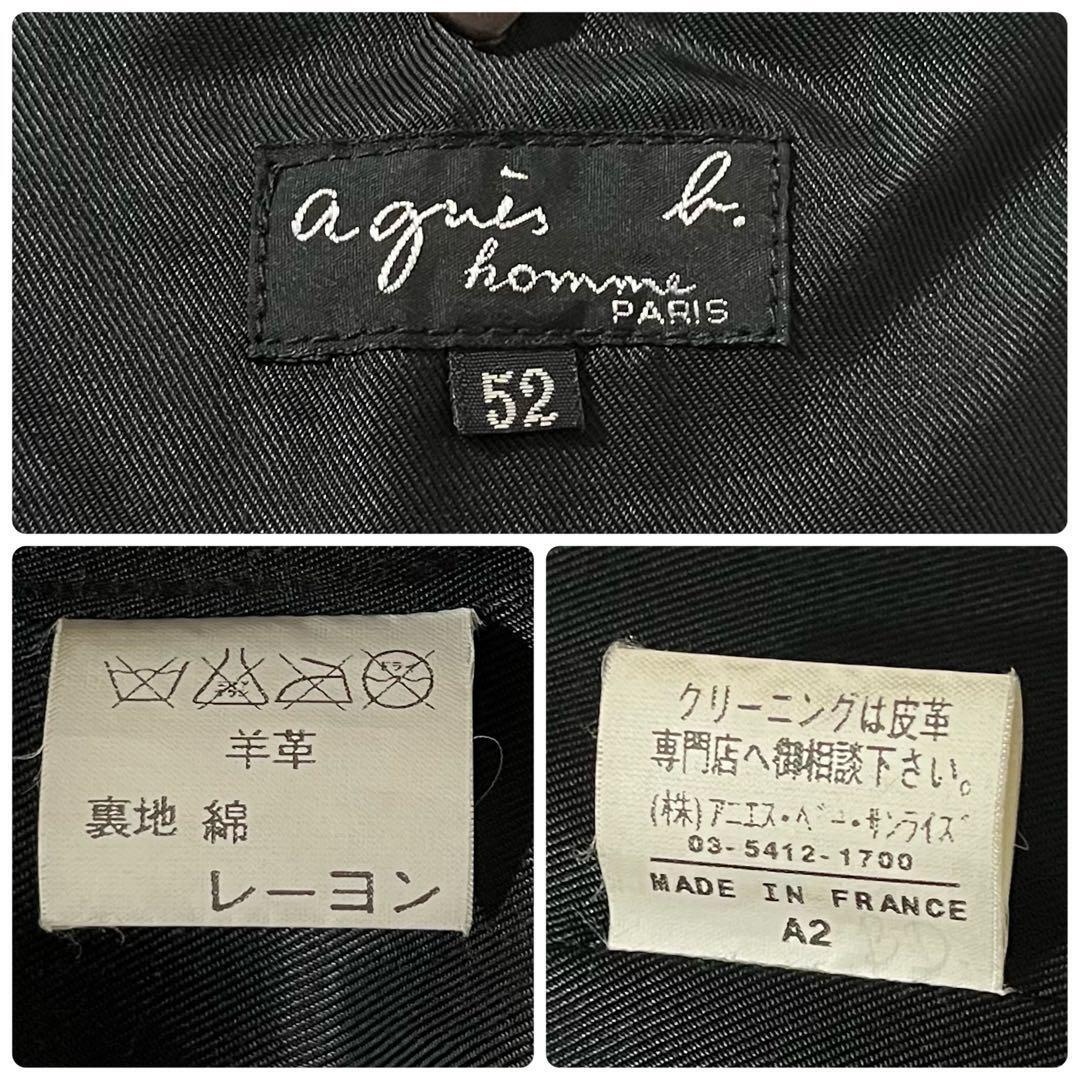 agnès b.
homme
PARIS
52
羊革
裏地 綿
レーヨン
クリーニングは皮革
専門店へ御相談下さい。
(株)アニエス・ベー・サンライズ
03-5412-1700
MADE IN FRANCE
A2